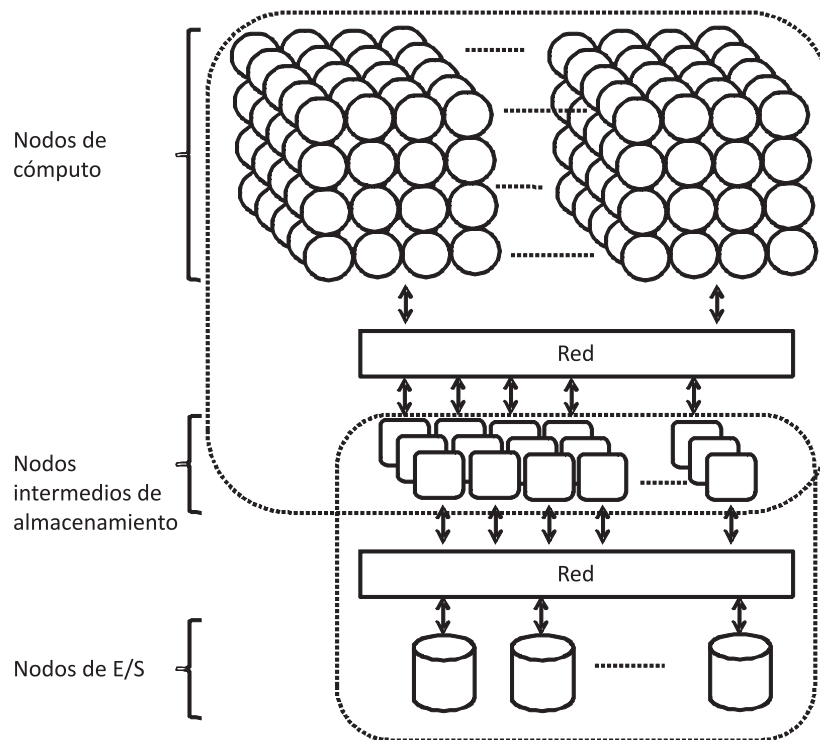 Nodos de
cómputo
Red
Nodos
intermedios de
almacenamiento
Red
Nodos de E/S